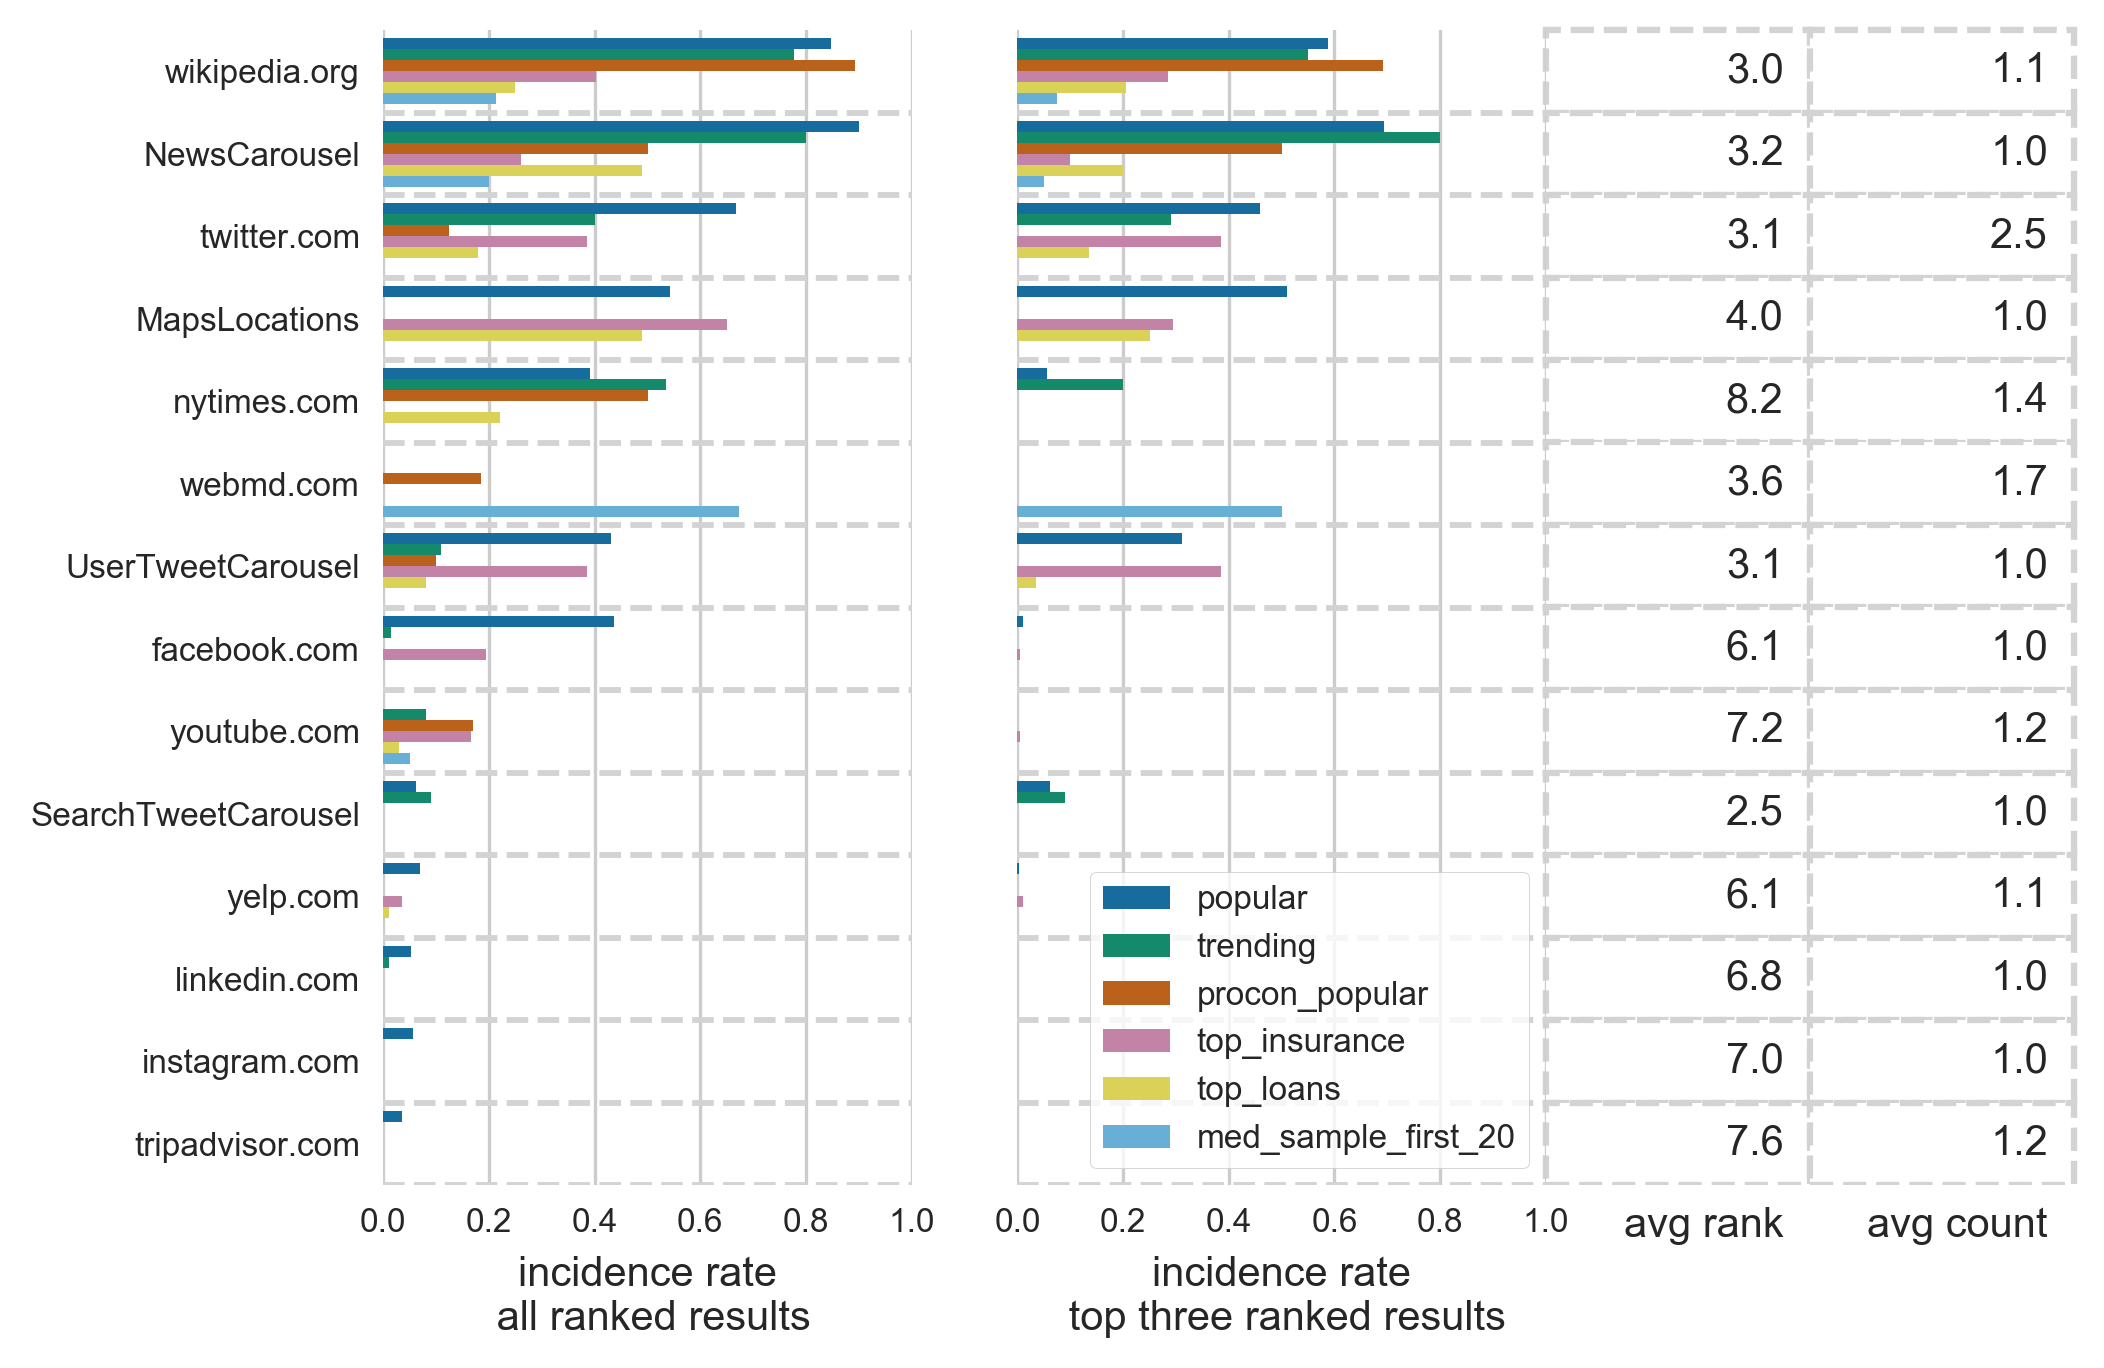 wikipedia.org 3.0 1.1
NewsCarousel 3.2 1.0
twitter.com 3.1 2.5
MapsLocations 4.0 1.0
nytimes.com 8.2 1.4
webmd.com 3.6 1.7
UserTweetCarousel 3.1 1.0
facebook.com 6.1 1.0
youtube.com 7.2 1.2
SearchTweetCarousel 2.5 1.0
yelp.com 6.1 1.1
linkedin.com 6.8 1.0
instagram.com 7.0 1.0
tripadvisor.com 7.6 1.2
popular
trending
procon_popular
top_insurance
top_loans
med_sample_first_20
0.0 0.2 0.4 0.6 0.8 1.0
0.0 0.2 0.4 0.6 0.8 1.0
avg rank avg count
incidence rate
all ranked results
incidence rate
top three ranked results